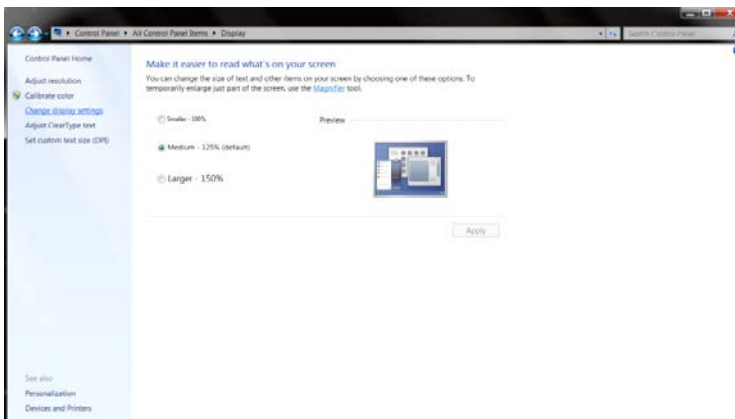 Control Panel ▸ All Control Panel Items ▸ Display
Search Control Panel
Control Panel Home
Adjust resolution
Calibrate color
Change display settings
Adjust ClearType text
Set custom text size (DPI)
Make it easier to read what's on your screen
You can change the size of text and other items on your screen by choosing one of these options. To
temporarily enlarge just part of the screen, use the Magnifier tool.
Smaller - 100%
Preview
Medium - 125% (default)
Larger - 150%
Apply
See also
Personalization
Devices and Printers